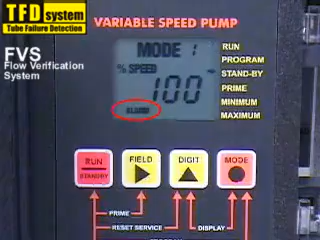 TFD system
Tube Failure Detection
FVS
Flow Verification
System
VARIABLE SPEED PUMP
MODE 1
% SPEED
100
RUN
PROGRAM
STAND-BY
PRIME
MINIMUM
MAXIMUM
RUN
STANDBY
FIELD
DIGIT
MODE
PRIME
RESET SERVICE
DISPLAY